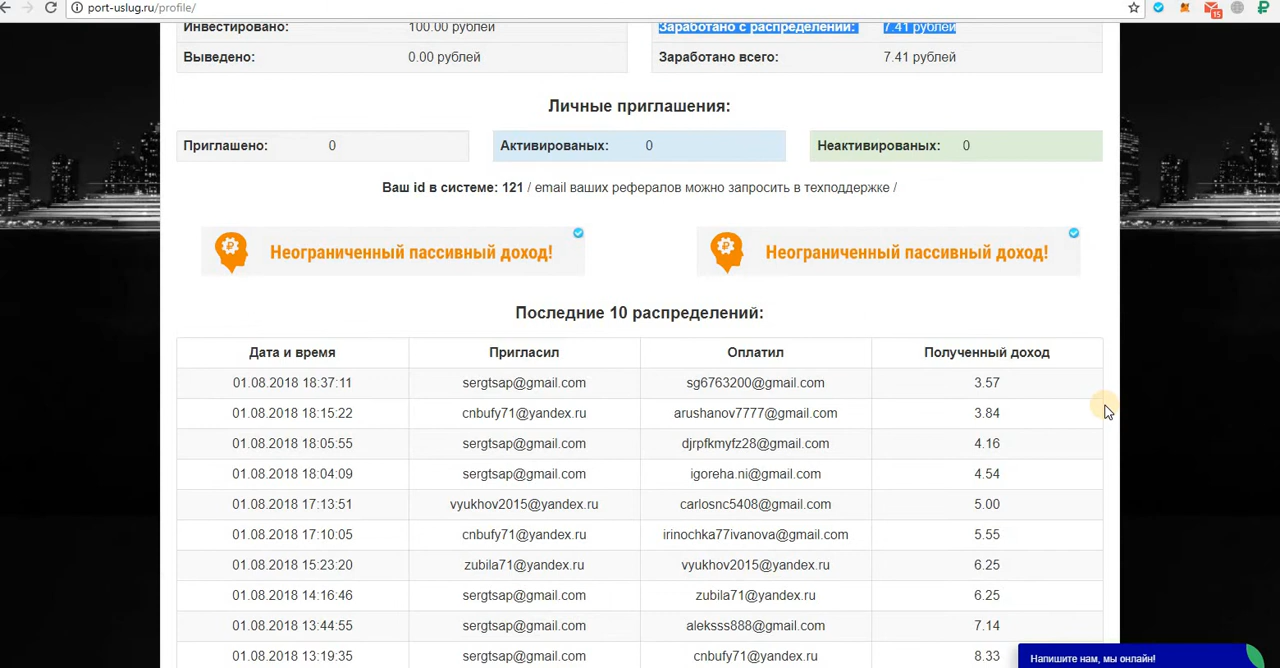 port-uslug.ru/profile/
15
Инвестировано: 100.00 рублей Заработано с распределений: 7.41 рублей
Выведено: 0.00 рублей Заработано всего: 7.41 рублей
Личные приглашения:
Приглашено: 0 Активированых: 0 Неактивированых: 0
Ваш id в системе: 121 / email ваших рефералов можно запросить в техподдержке /
Неограниченный пассивный доход! Неограниченный пассивный доход!
Последние 10 распределений:
Дата и время Пригласил Оплатил Полученный доход
01.08.2018 18:37:11 sergtsap@gmail.com sg6763200@gmail.com 3.57
01.08.2018 18:15:22 cnbufy71@yandex.ru arushanov7777@gmail.com 3.84
01.08.2018 18:05:55 sergtsap@gmail.com djrpfkmyfz28@gmail.com 4.16
01.08.2018 18:04:09 sergtsap@gmail.com igoreha.ni@gmail.com 4.54
01.08.2018 17:13:51 vyukhov2015@yandex.ru carlosnc5408@gmail.com 5.00
01.08.2018 17:10:05 cnbufy71@yandex.ru irinochka77ivanova@gmail.com 5.55
01.08.2018 15:23:20 zubila71@yandex.ru vyukhov2015@yandex.ru 6.25
01.08.2018 14:16:46 sergtsap@gmail.com zubila71@yandex.ru 6.25
01.08.2018 13:44:55 sergtsap@gmail.com aleksss888@gmail.com 7.14
01.08.2018 13:19:35 sergtsap@gmail.com cnbufy71@yandex.ru 8.33
Напишите нам, мы онлайн!